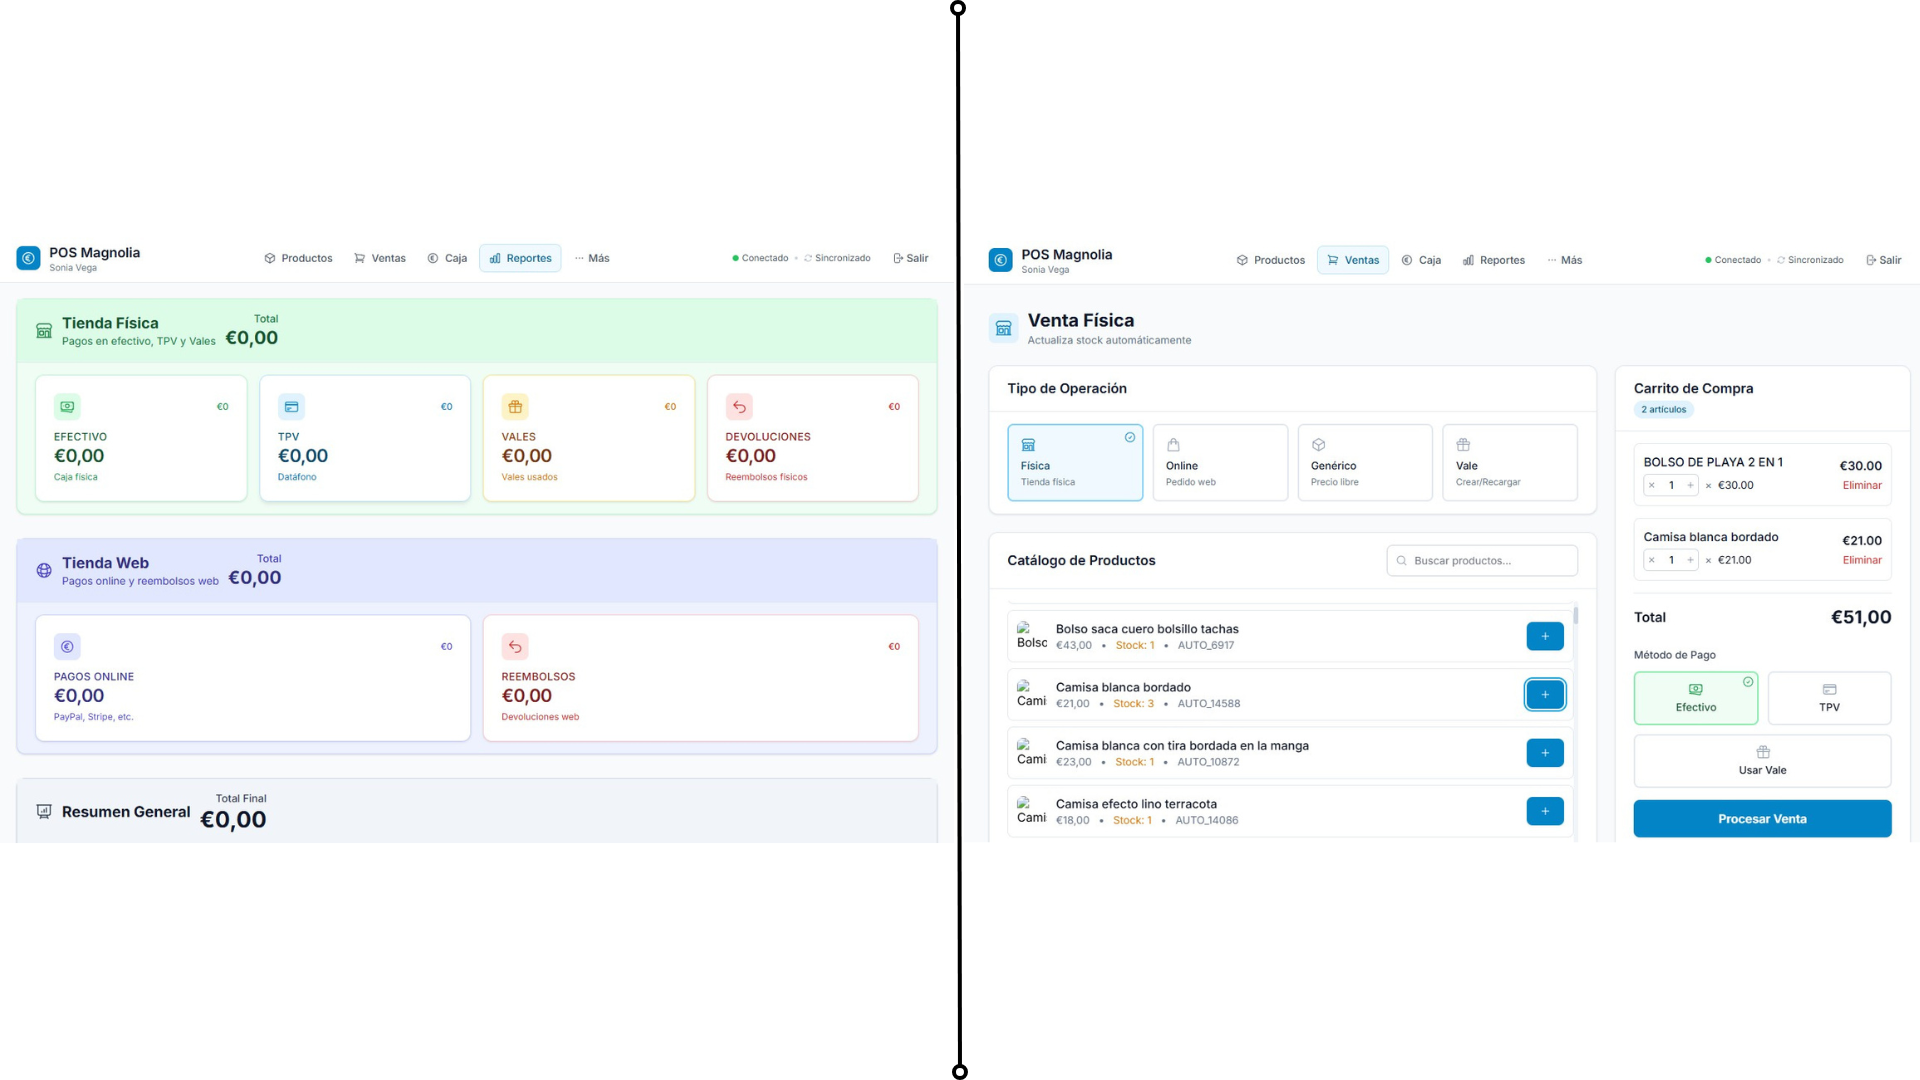 POS Magnolia
Sonia Vega
Productos
Ventas
Caja
Reportes
··· Más
Conectado
Sincronizado
Salir
Tienda Física
Pagos en efectivo, TPV y Vales
Total
€0,00
€0
EFECTIVO
€0,00
Caja física
€0
TPV
€0,00
Datáfono
€0
VALES
€0,00
Vales usados
€0
DEVOLUCIONES
€0,00
Reembolsos físicos
Tienda Web
Pagos online y reembolsos web
Total
€0,00
€0
PAGOS ONLINE
€0,00
PayPal, Stripe, etc.
€0
REEMBOLSOS
€0,00
Devoluciones web
Resumen General
Total Final
€0,00
POS Magnolia
Sonia Vega
Productos
Ventas
Caja
Reportes
··· Más
Conectado
Sincronizado
Salir
Venta Física
Actualiza stock automáticamente
Tipo de Operación
Física
Tienda física
Online
Pedido web
Genérico
Precio libre
Vale
Crear/Recargar
Catálogo de Productos
Buscar productos...
Bolso
Bolso saca cuero bolsillo tachas
€43,00 • Stock: 1 • AUTO_6917
+
Cami
Camisa blanca bordado
€21,00 • Stock: 3 • AUTO_14588
+
Cami
Camisa blanca con tira bordada en la manga
€23,00 • Stock: 1 • AUTO_10872
+
Cami
Camisa efecto lino terracota
€18,00 • Stock: 1 • AUTO_14086
+
Carrito de Compra
2 artículos
BOLSO DE PLAYA 2 EN 1
€30.00
× 1 + × €30.00
Eliminar
Camisa blanca bordado
€21.00
× 1 + × €21.00
Eliminar
Total
€51,00
Método de Pago
Efectivo
TPV
Usar Vale
Procesar Venta